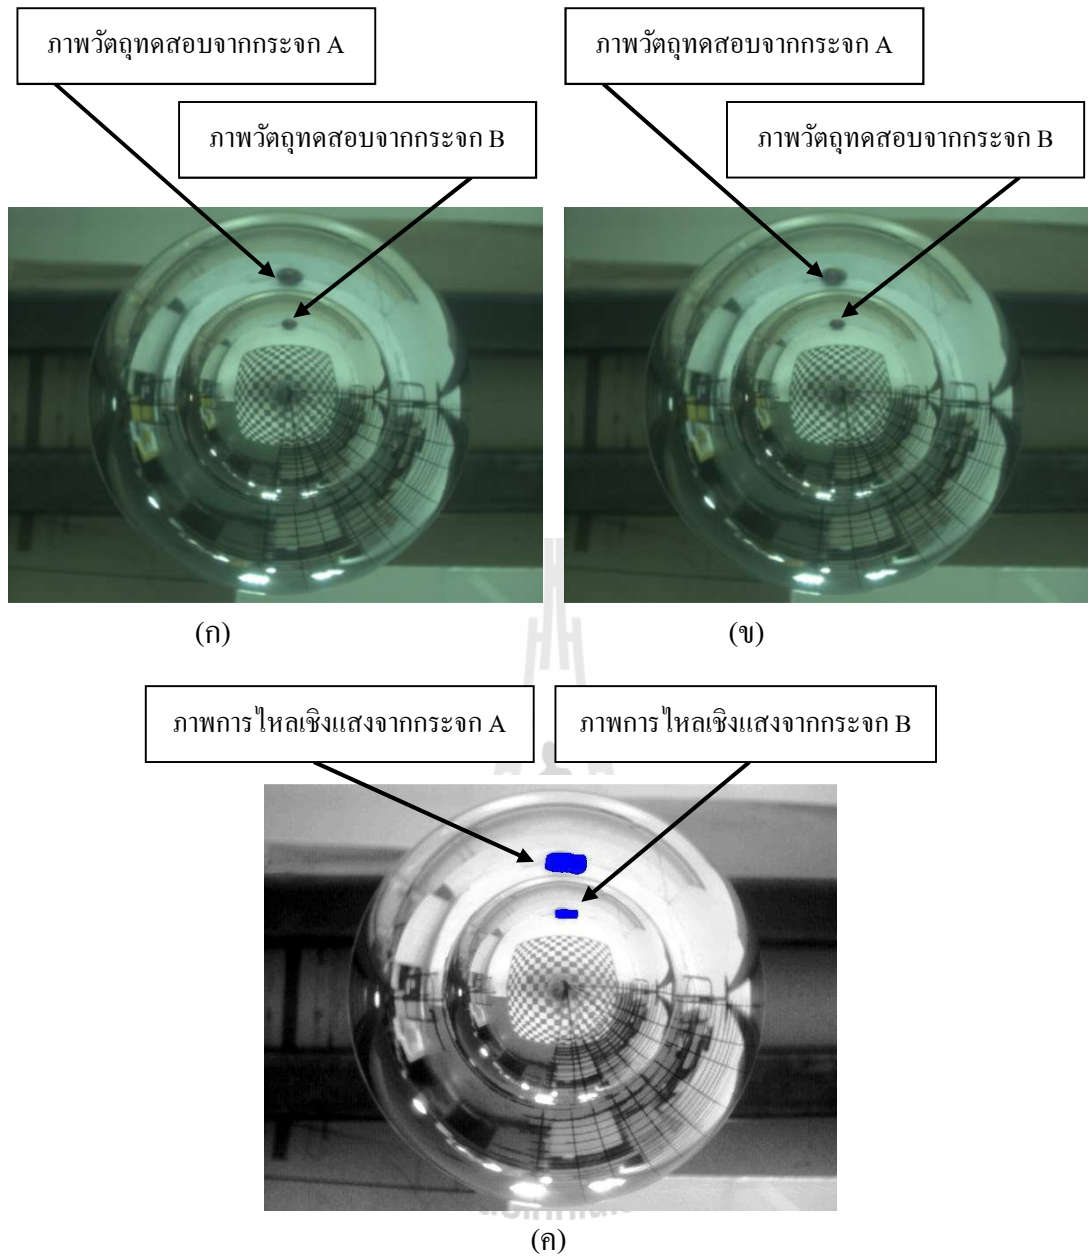 ภาพวัตถุทดสอบจากกระจก A
ภาพวัตถุทดสอบจากกระจก B
ภาพวัตถุทดสอบจากกระจก A
ภาพวัตถุทดสอบจากกระจก B
(ก)
(ข)
ภาพการไหลเชิงแสงจากกระจก A
ภาพการไหลเชิงแสงจากกระจก B
(ค)